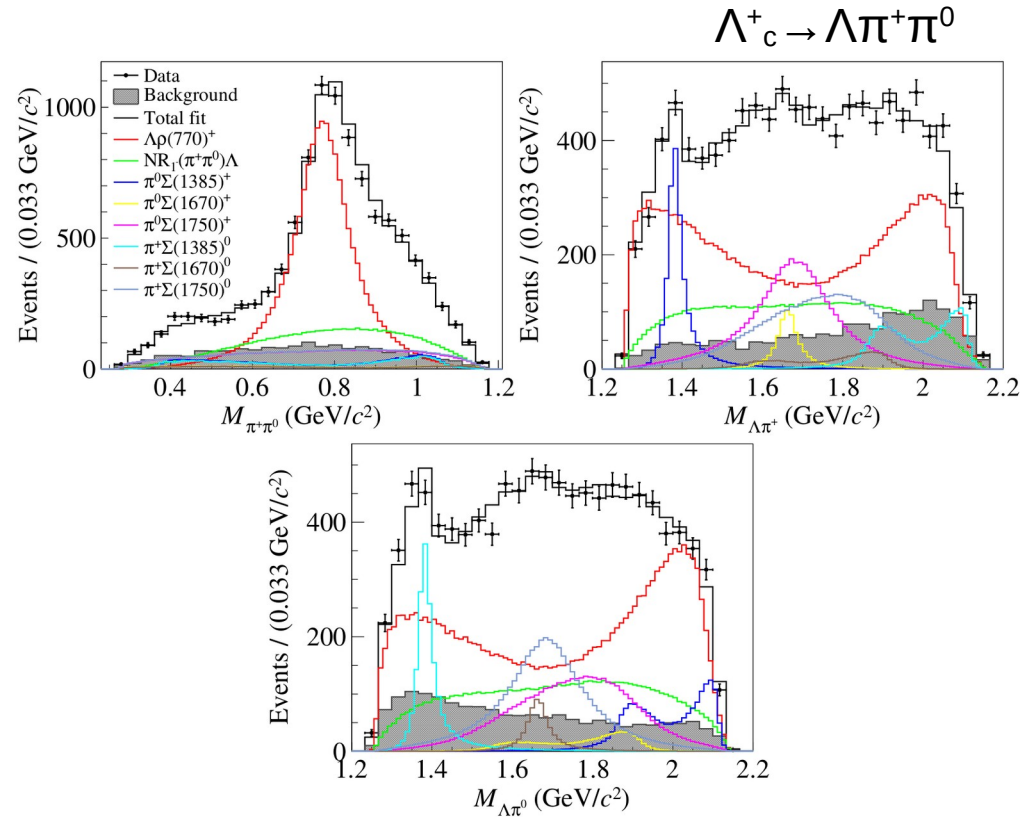 Λ⁺c → Λπ⁺π⁰
Data
Background
Total fit
Λρ(770)⁺
NR₁-(π⁺π⁰)Λ
π⁰Σ(1385)⁺
π⁰Σ(1670)⁺
π⁰Σ(1750)⁺
π⁺Σ(1385)⁰
π⁺Σ(1670)⁰
π⁺Σ(1750)⁰
Events / (0.033 GeV/c²)
0
500
1000
0.4 0.6 0.8 1 1.2
M_π⁺π⁰ (GeV/c²)
Events / (0.033 GeV/c²)
0
200
400
600
1.2 1.4 1.6 1.8 2 2.2
M_Λπ⁺ (GeV/c²)
Events / (0.033 GeV/c²)
0
200
400
1.2 1.4 1.6 1.8 2 2.2
M_Λπ⁰ (GeV/c²)